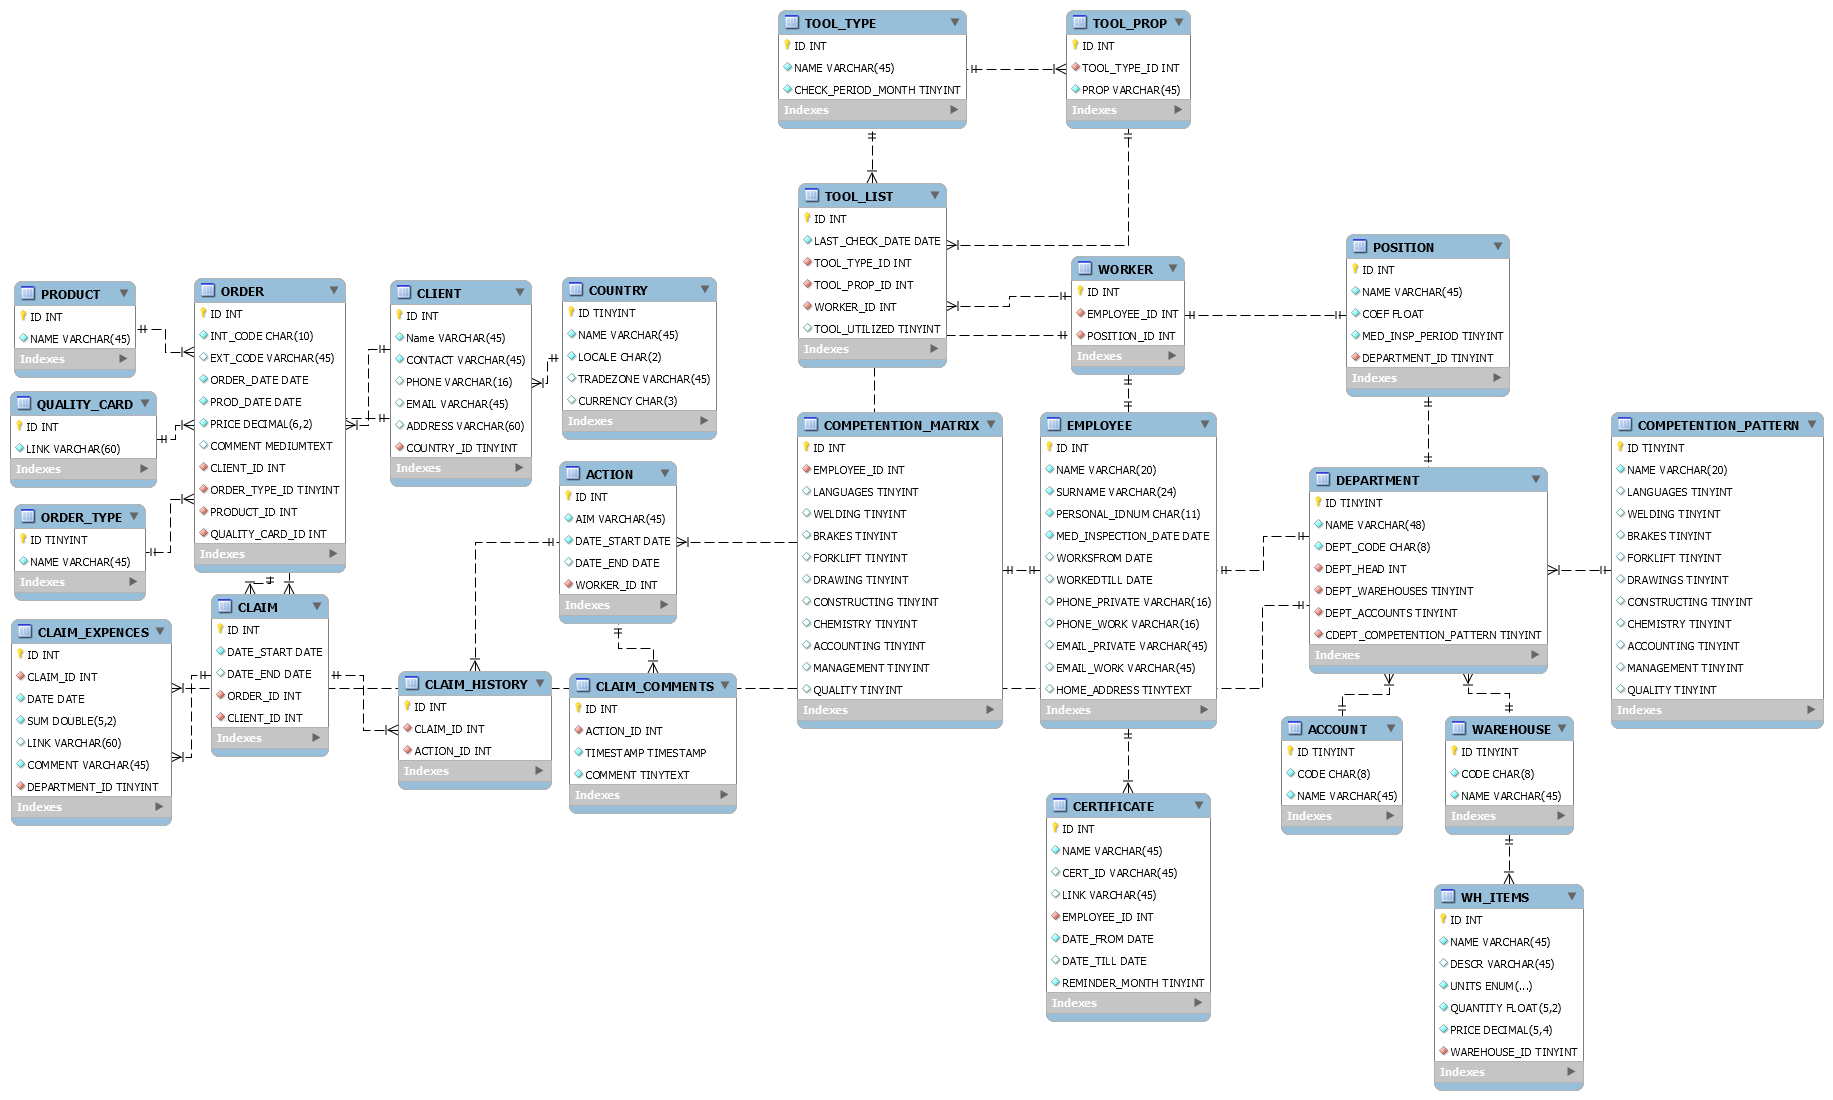 TOOL_TYPE
ID INT
NAME VARCHAR(45)
CHECK_PERIOD_MONTH TINYINT
Indexes
TOOL_PROP
ID INT
TOOL_TYPE_ID INT
PROP VARCHAR(45)
Indexes
TOOL_LIST
ID INT
LAST_CHECK_DATE DATE
TOOL_TYPE_ID INT
TOOL_PROP_ID INT
WORKER_ID INT
TOOL_UTILIZED TINYINT
Indexes
WORKER
ID INT
EMPLOYEE_ID INT
POSITION_ID INT
Indexes
POSITION
ID INT
NAME VARCHAR(45)
COEF FLOAT
MED_INSP_PERIOD TINYINT
DEPARTMENT_ID TINYINT
Indexes
PRODUCT
ID INT
NAME VARCHAR(45)
Indexes
ORDER
ID INT
INT_CODE CHAR(10)
EXT_CODE VARCHAR(45)
ORDER_DATE DATE
PROD_DATE DATE
PRICE DECIMAL(6,2)
COMMENT MEDIUMTEXT
CLIENT_ID INT
ORDER_TYPE_ID TINYINT
PRODUCT_ID INT
QUALITY_CARD_ID INT
Indexes
CLIENT
ID INT
Name VARCHAR(45)
CONTACT VARCHAR(45)
PHONE VARCHAR(16)
EMAIL VARCHAR(45)
ADDRESS VARCHAR(60)
COUNTRY_ID TINYINT
Indexes
COUNTRY
ID TINYINT
NAME VARCHAR(45)
LOCALE CHAR(2)
TRADEZONE VARCHAR(45)
CURRENCY CHAR(3)
Indexes
QUALITY_CARD
ID INT
LINK VARCHAR(60)
Indexes
ORDER_TYPE
ID TINYINT
NAME VARCHAR(45)
Indexes
ACTION
ID INT
AIM VARCHAR(45)
DATE_START DATE
DATE_END DATE
WORKER_ID INT
Indexes
COMPETENTION_MATRIX
ID INT
EMPLOYEE_ID INT
LANGUAGES TINYINT
WELDING TINYINT
BRAKES TINYINT
FORKLIFT TINYINT
DRAWING TINYINT
CONSTRUCTING TINYINT
CHEMISTRY TINYINT
ACCOUNTING TINYINT
MANAGEMENT TINYINT
QUALITY TINYINT
Indexes
EMPLOYEE
ID INT
NAME VARCHAR(20)
SURNAME VARCHAR(24)
PERSONAL_IDNUM CHAR(11)
MED_INSPECTION_DATE DATE
WORKSFROM DATE
WORKEDTILL DATE
PHONE_PRIVATE VARCHAR(16)
PHONE_WORK VARCHAR(16)
EMAIL_PRIVATE VARCHAR(45)
EMAIL_WORK VARCHAR(45)
HOME_ADDRESS TINYTEXT
Indexes
DEPARTMENT
ID TINYINT
NAME VARCHAR(48)
DEPT_CODE CHAR(8)
DEPT_HEAD INT
DEPT_WAREHOUSES TINYINT
DEPT_ACCOUNTS TINYINT
CDEPT_COMPETENTION_PATTERN TINYINT
Indexes
COMPETENTION_PATTERN
ID TINYINT
NAME VARCHAR(20)
LANGUAGES TINYINT
WELDING TINYINT
BRAKES TINYINT
FORKLIFT TINYINT
DRAWINGS TINYINT
CONSTRUCTING TINYINT
CHEMISTRY TINYINT
ACCOUNTING TINYINT
MANAGEMENT TINYINT
QUALITY TINYINT
Indexes
CLAIM_EXPENCES
ID INT
CLAIM_ID INT
DATE DATE
SUM DOUBLE(5,2)
LINK VARCHAR(60)
COMMENT VARCHAR(45)
DEPARTMENT_ID TINYINT
Indexes
CLAIM
ID INT
DATE_START DATE
DATE_END DATE
ORDER_ID INT
CLIENT_ID INT
Indexes
CLAIM_HISTORY
ID INT
CLAIM_ID INT
ACTION_ID INT
Indexes
CLAIM_COMMENTS
ID INT
ACTION_ID INT
TIMESTAMP TIMESTAMP
COMMENT TINYTEXT
Indexes
CERTIFICATE
ID INT
NAME VARCHAR(45)
CERT_ID VARCHAR(45)
LINK VARCHAR(45)
EMPLOYEE_ID INT
DATE_FROM DATE
DATE_TILL DATE
REMINDER_MONTH TINYINT
Indexes
ACCOUNT
ID TINYINT
CODE CHAR(8)
NAME VARCHAR(45)
Indexes
WAREHOUSE
ID TINYINT
CODE CHAR(8)
NAME VARCHAR(45)
Indexes
WH_ITEMS
ID INT
NAME VARCHAR(45)
DESCR VARCHAR(45)
UNITS ENUM(...)
QUANTITY FLOAT(5,2)
PRICE DECIMAL(5,4)
WAREHOUSE_ID TINYINT
Indexes